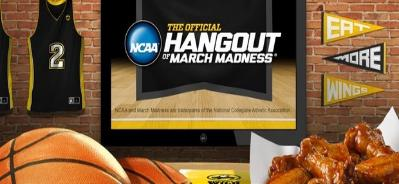 THE OFFICIAL
NCAA
HANGOUT
OF MARCH MADNESS®
NCAA and March Madness are trademarks of the National Collegiate Athletic Association.
2
EAT
MORE
WINGS